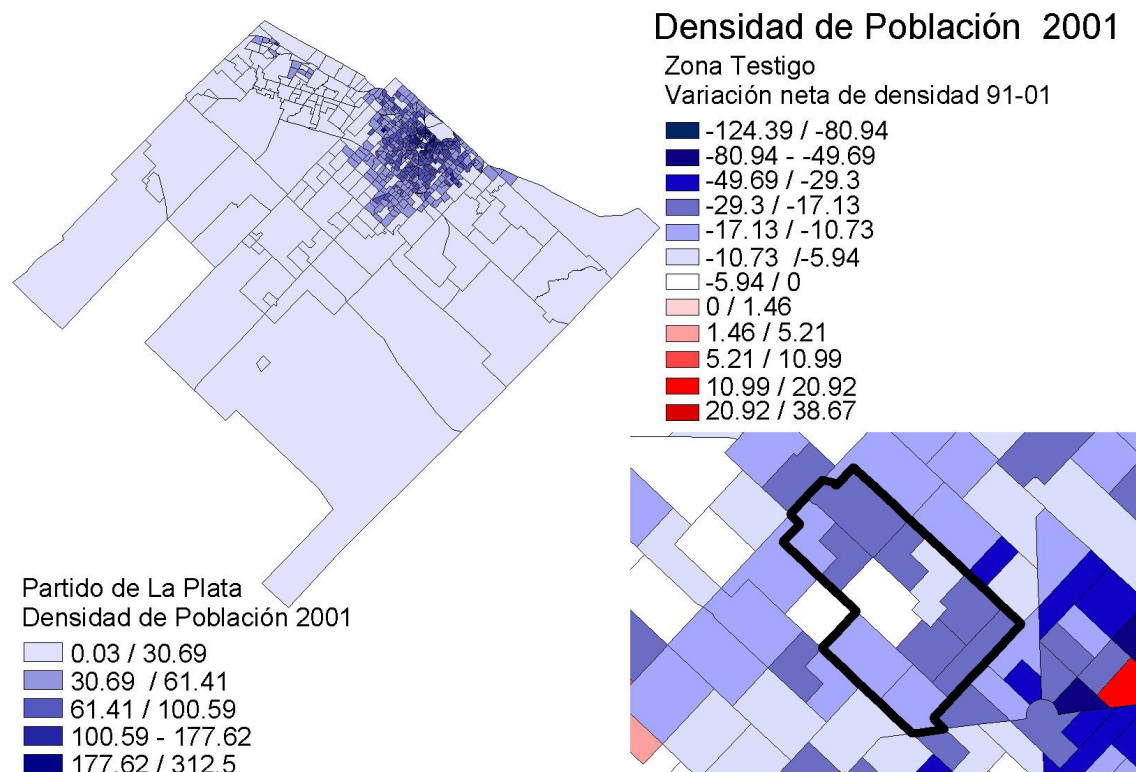 Densidad de Población 2001
Zona Testigo
Variación neta de densidad 91-01
-124.39 / -80.94
-80.94 - -49.69
-49.69 / -29.3
-29.3 / -17.13
-17.13 / -10.73
-10.73 /-5.94
-5.94 / 0
0 / 1.46
1.46 / 5.21
5.21 / 10.99
10.99 / 20.92
20.92 / 38.67
Partido de La Plata
Densidad de Población 2001
0.03 / 30.69
30.69 / 61.41
61.41 / 100.59
100.59 - 177.62
177.62 / 312.5